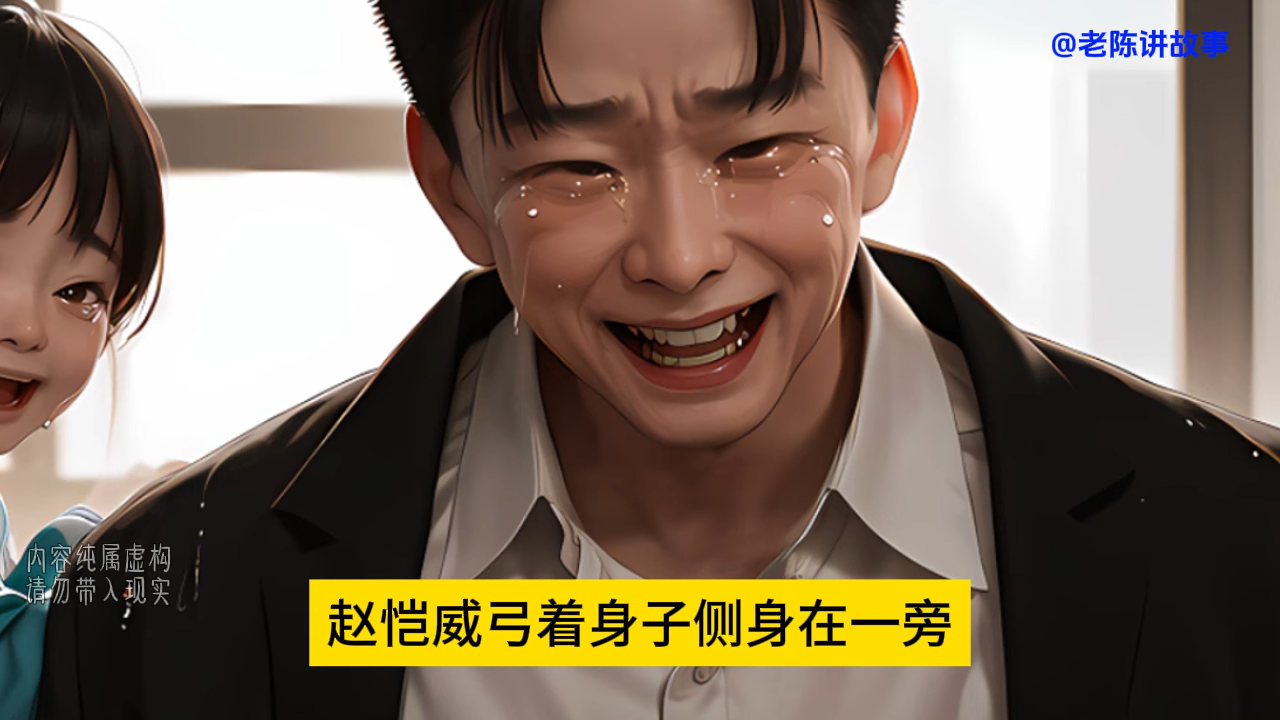 @老陈讲故事
内容纯属虚构
请勿带入现实
赵恺威弓着身子侧身在一旁